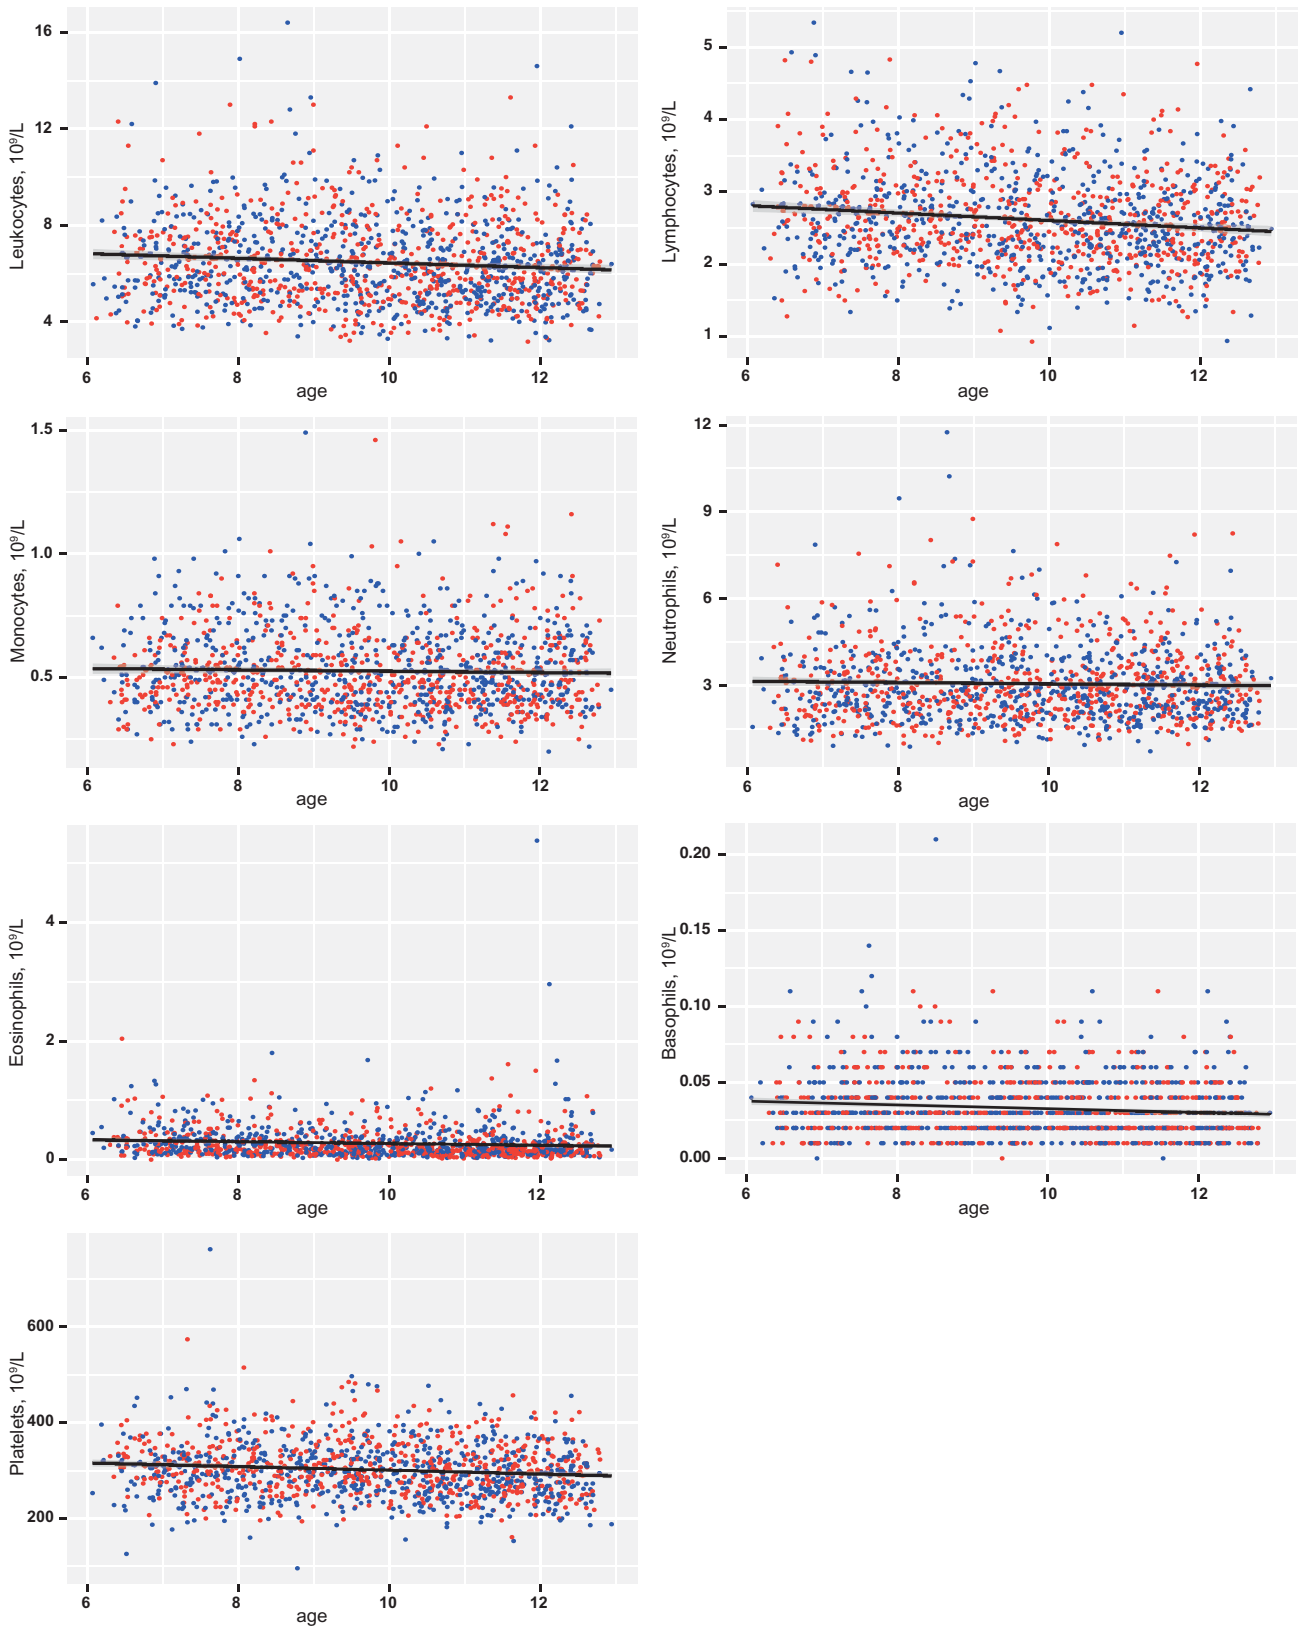 Leukocytes, 10⁹/L
16
12
8
4
6 8 10 12
age
Lymphocytes, 10⁹/L
5
4
3
2
1
6 8 10 12
age
Monocytes, 10⁹/L
1.5
1.0
0.5
6 8 10 12
age
Neutrophils, 10⁹/L
12
9
6
3
6 8 10 12
age
Eosinophils, 10⁹/L
4
2
0
6 8 10 12
age
Basophils, 10⁹/L
0.20
0.15
0.10
0.05
0.00
6 8 10 12
age
Platelets, 10⁹/L
600
400
200
6 8 10 12
age